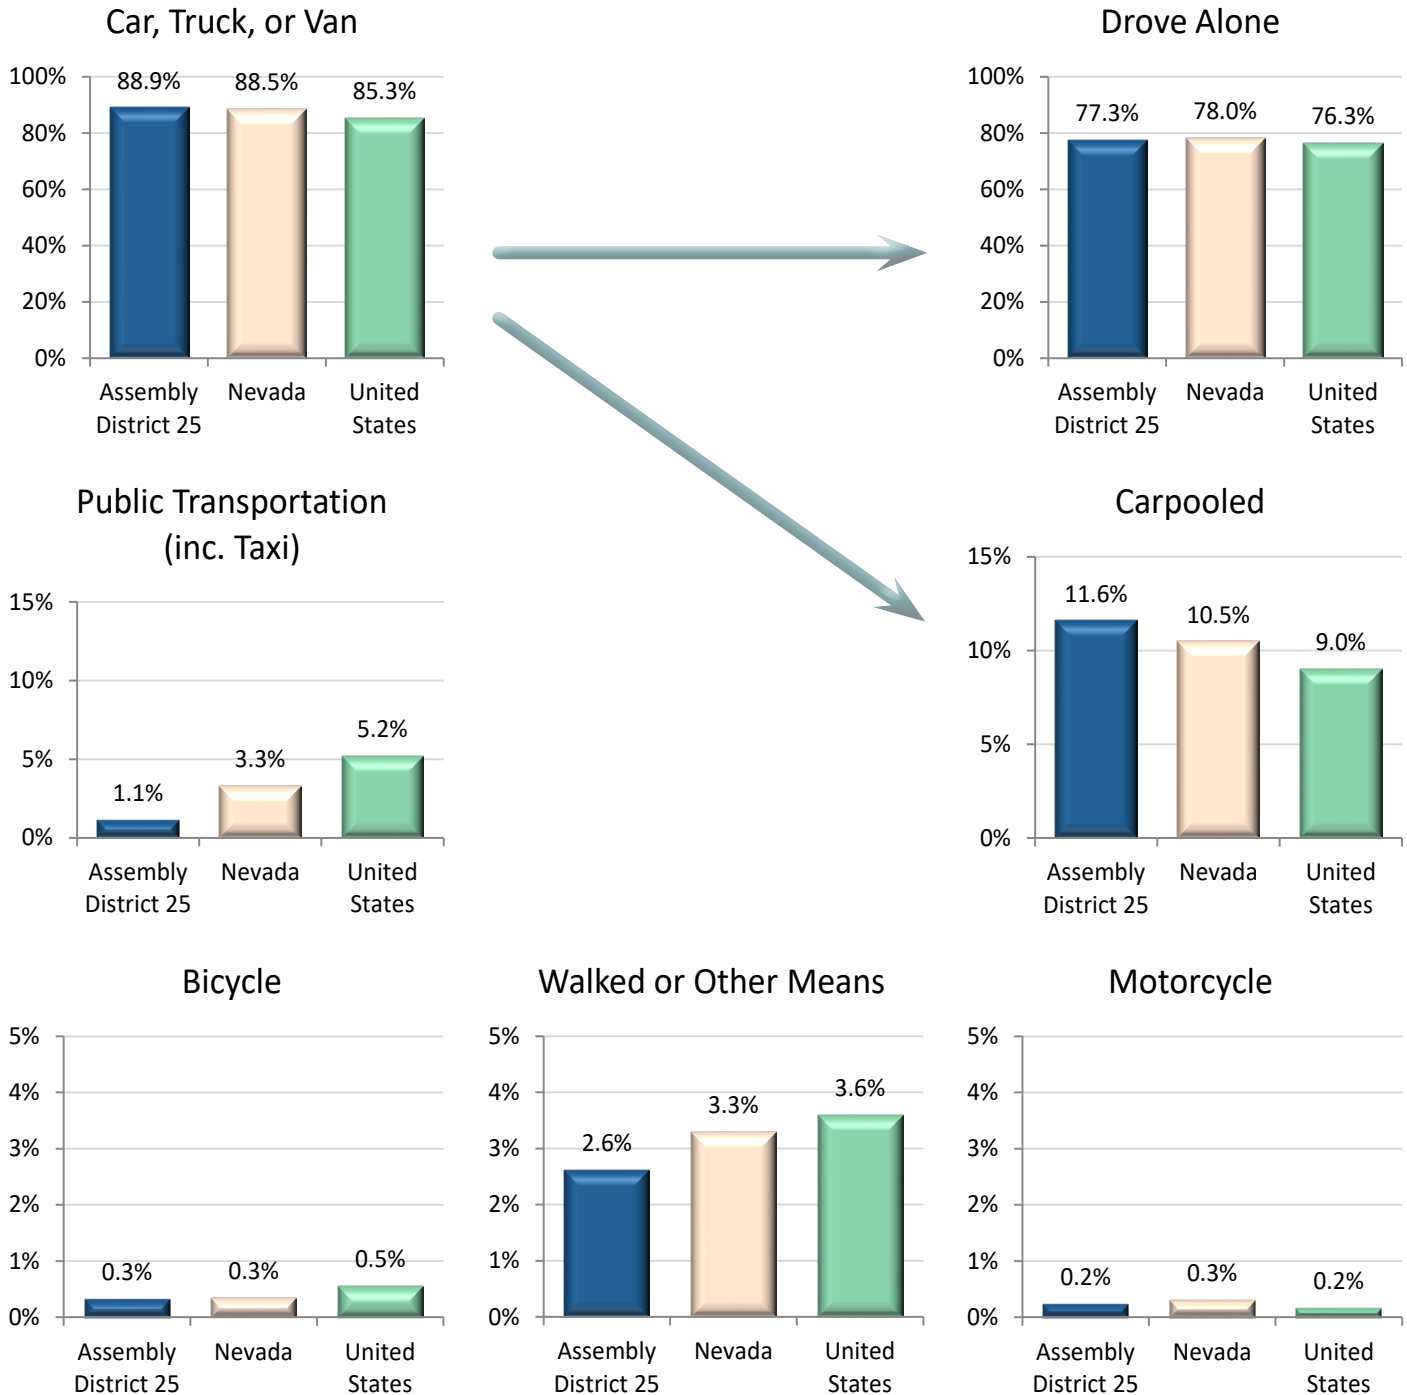 Car, Truck, or Van
100%
80%
60%
40%
20%
0%
88.9%
88.5%
85.3%
Assembly
District 25
Nevada
United
States
Drove Alone
100%
80%
60%
40%
20%
0%
77.3%
78.0%
76.3%
Assembly
District 25
Nevada
United
States
Public Transportation
(inc. Taxi)
15%
10%
5%
0%
1.1%
3.3%
5.2%
Assembly
District 25
Nevada
United
States
Carpooled
15%
10%
5%
0%
11.6%
10.5%
9.0%
Assembly
District 25
Nevada
United
States
Bicycle
5%
4%
3%
2%
1%
0%
0.3%
0.3%
0.5%
Assembly
District 25
Nevada
United
States
Walked or Other Means
5%
4%
3%
2%
1%
0%
2.6%
3.3%
3.6%
Assembly
District 25
Nevada
United
States
Motorcycle
5%
4%
3%
2%
1%
0%
0.2%
0.3%
0.2%
Assembly
District 25
Nevada
United
States